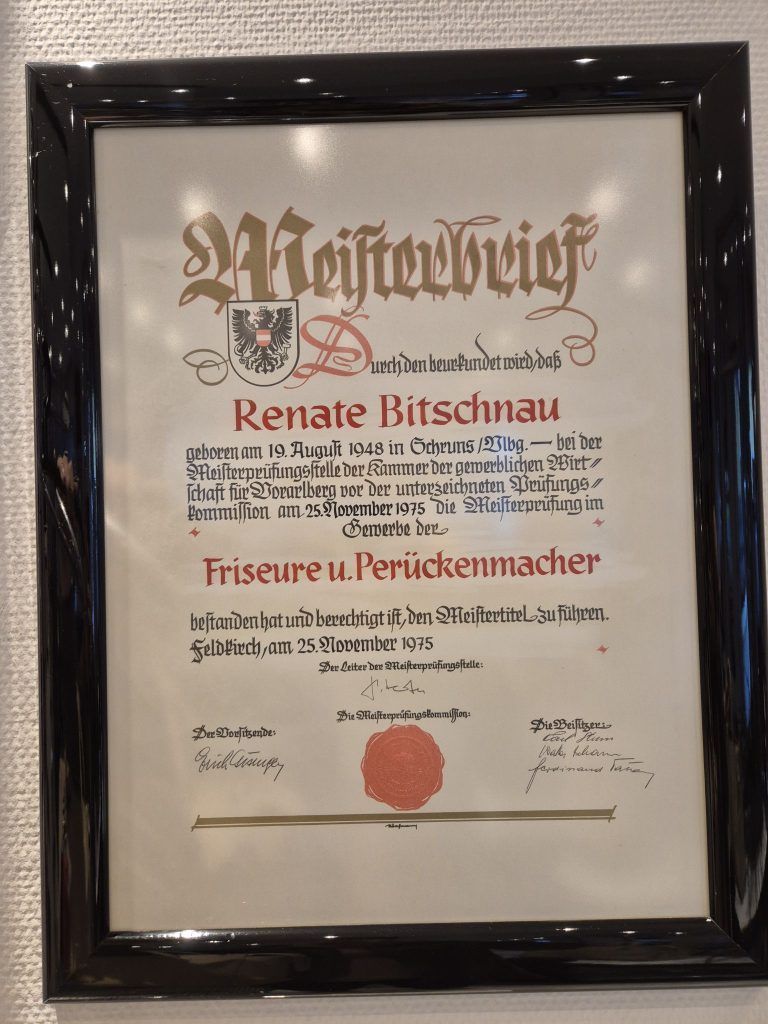 Meisterbrief
Durch den beurkundet wird, daß
Renate Bitschnau
geboren am 19. August 1948 in Schruns/Vlbg. — bei der
Meisterprüfungsstelle der Kammer der gewerblichen Wirt=
schaft für Vorarlberg vor der unterzeichneten Prüfungs=
kommission am 25. November 1975 die Meisterprüfung im
Gewerbe der
Friseure u. Perückenmacher
bestanden hat und berechtigt ist, den Meistertitel zu führen.
Feldkirch, am 25. November 1975
Der Leiter der Meisterprüfungsstelle:
Die Meisterprüfungskommission:
Der Vorsitzende:
Die Beisitzer:
Erich
Karl
Ferdinand